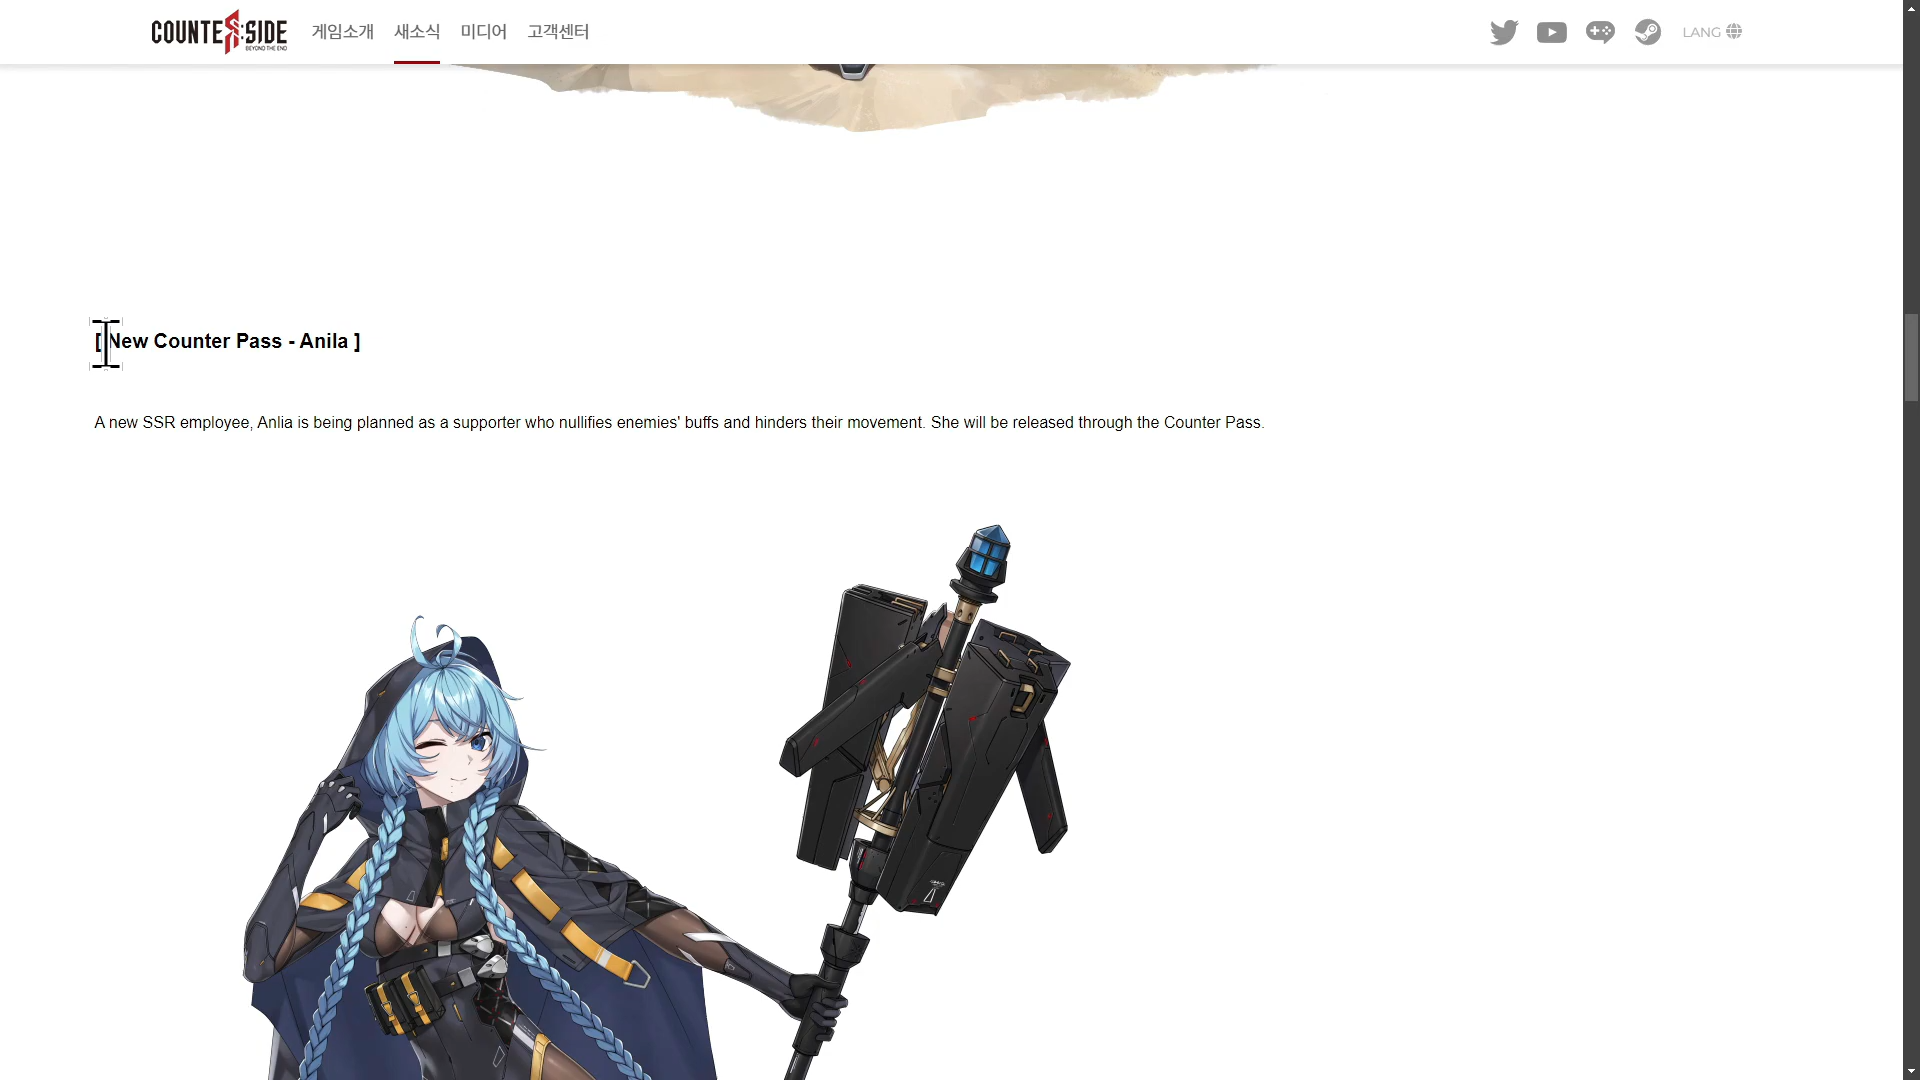 COUNTER:SIDE
BEYOND THE END
게임소개 새소식 미디어 고객센터 LANG
[ New Counter Pass - Anila ]
A new SSR employee, Anlia is being planned as a supporter who nullifies enemies' buffs and hinders their movement. She will be released through the Counter Pass.